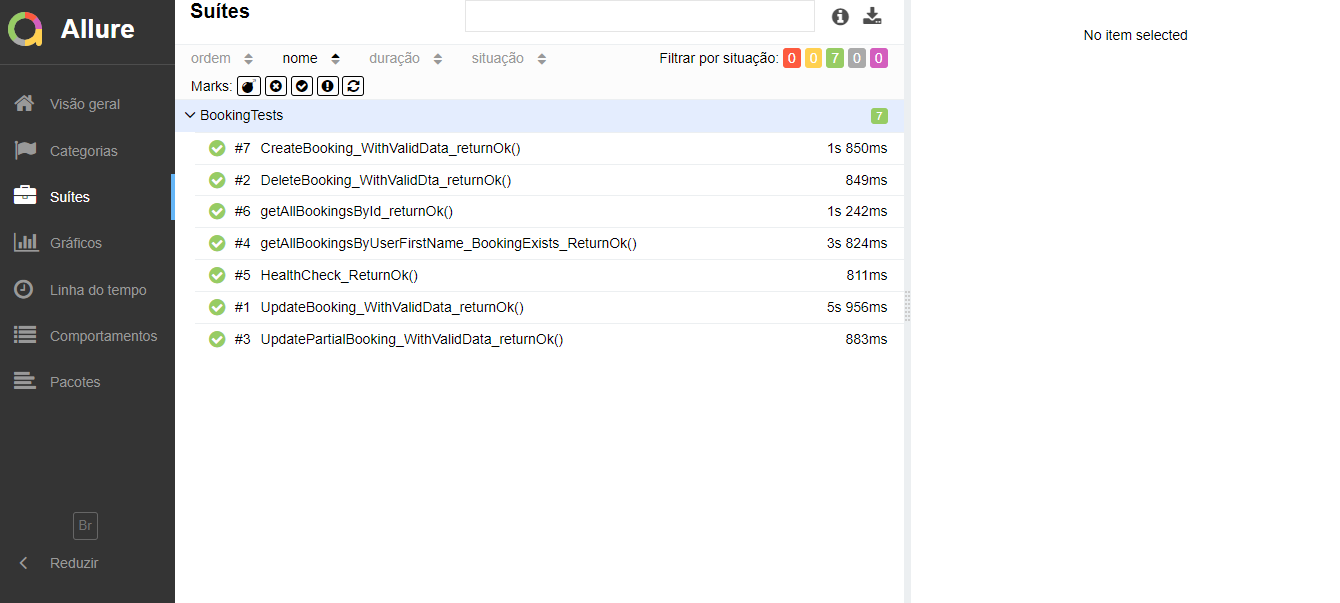 Allure
Visão geral
Categorias
Suítes
Gráficos
Linha do tempo
Comportamentos
Pacotes
Br
Reduzir
Suítes
ordem nome duração situação Filtrar por situação: 0 0 7 0 0
Marks:
BookingTests 7
#7 CreateBooking_WithValidData_returnOk() 1s 850ms
#2 DeleteBooking_WithValidDta_returnOk() 849ms
#6 getAllBookingsById_returnOk() 1s 242ms
#4 getAllBookingsByUserFirstName_BookingExists_ReturnOk() 3s 824ms
#5 HealthCheck_ReturnOk() 811ms
#1 UpdateBooking_WithValidData_returnOk() 5s 956ms
#3 UpdatePartialBooking_WithValidData_returnOk() 883ms
No item selected